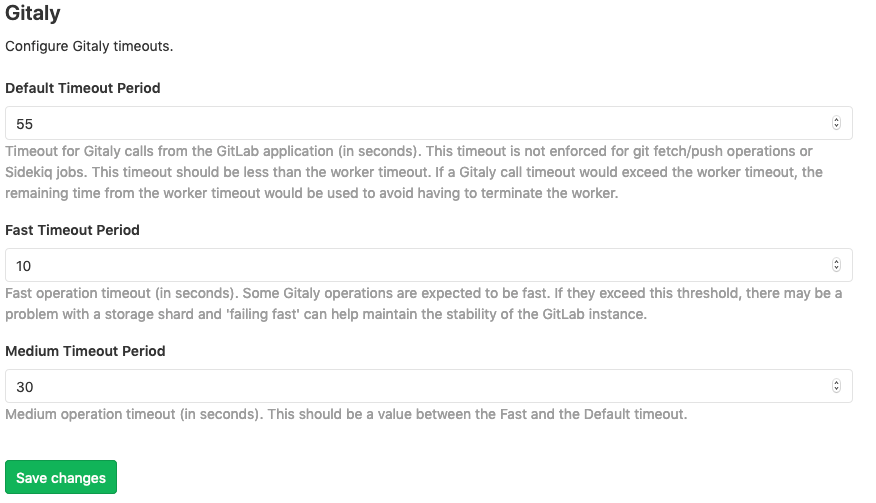 Gitaly
Configure Gitaly timeouts.
Default Timeout Period
55
Timeout for Gitaly calls from the GitLab application (in seconds). This timeout is not enforced for git fetch/push operations or
Sidekiq jobs. This timeout should be less than the worker timeout. If a Gitaly call timeout would exceed the worker timeout, the
remaining time from the worker timeout would be used to avoid having to terminate the worker.
Fast Timeout Period
10
Fast operation timeout (in seconds). Some Gitaly operations are expected to be fast. If they exceed this threshold, there may be a
problem with a storage shard and 'failing fast' can help maintain the stability of the GitLab instance.
Medium Timeout Period
30
Medium operation timeout (in seconds). This should be a value between the Fast and the Default timeout.
Save changes